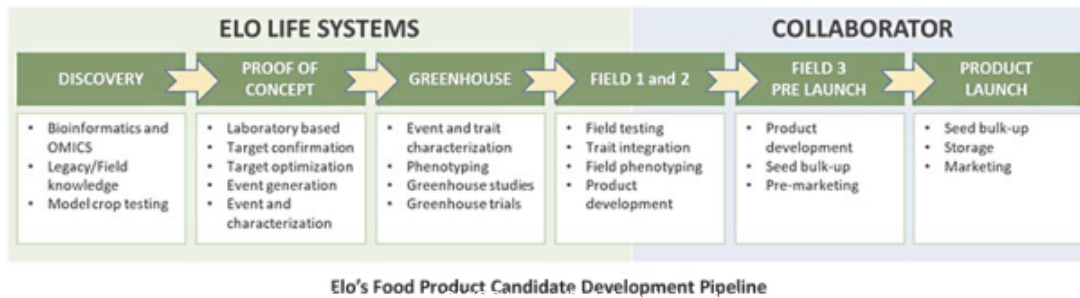 ELO LIFE SYSTEMS
COLLABORATOR
DISCOVERY
PROOF OF
CONCEPT
GREENHOUSE
FIELD 1 and 2
FIELD 3
PRE LAUNCH
PRODUCT
LAUNCH
• Bioinformatics and
OMICS
• Legacy/Field
knowledge
• Model crop testing
• Laboratory based
• Target confirmation
• Target optimization
• Event generation
• Event and
characterization
• Event and trait
characterization
• Phenotyping
• Greenhouse studies
• Greenhouse trials
• Field testing
• Trait integration
• Field phenotyping
• Product
development
• Product
development
• Seed bulk-up
• Pre-marketing
• Seed bulk-up
• Storage
• Marketing
Elo's Food Product Candidate Development Pipeline